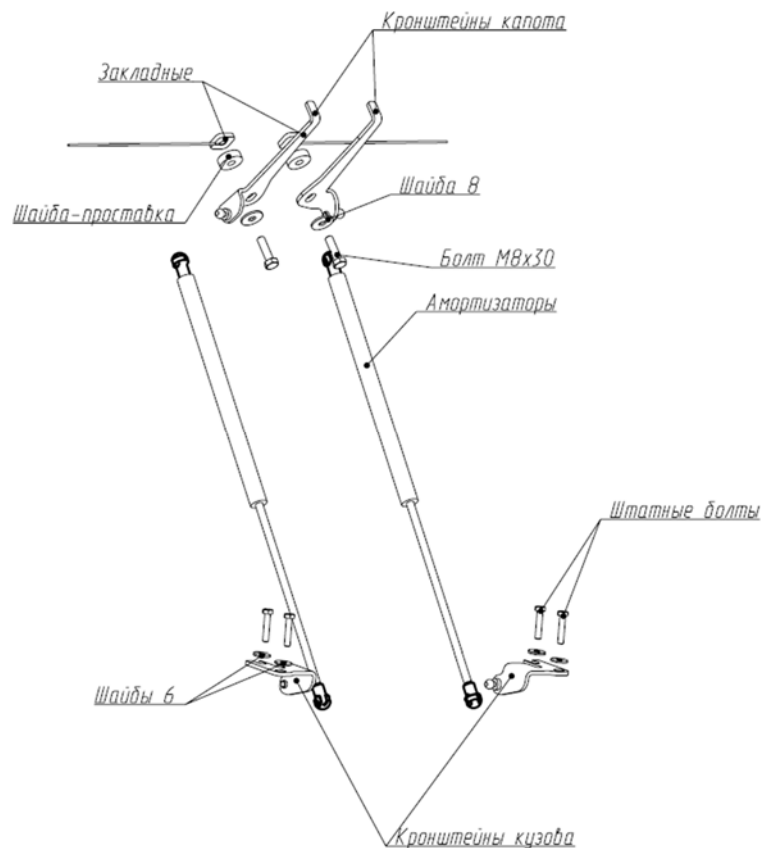 Кронштейны капота
Закладные
Шайба 8
Шайба-проставка
Болт М8х30
Амортизаторы
Штатные болты
Шайбы 6
Кронштейны кузова